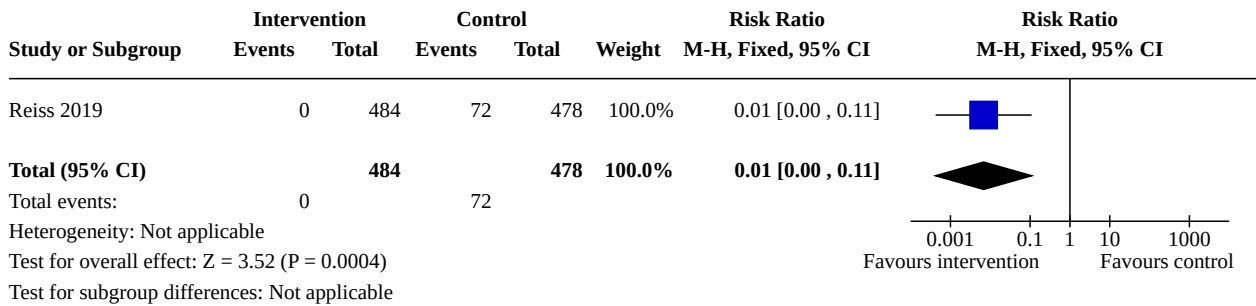 Intervention Control Risk Ratio Risk Ratio
Study or Subgroup Events Total Events Total Weight M-H, Fixed, 95% CI M-H, Fixed, 95% CI
Reiss 2019 0 484 72 478 100.0% 0.01 [0.00 , 0.11]
Total (95% CI) 484 478 100.0% 0.01 [0.00 , 0.11]
Total events: 0 72
Heterogeneity: Not applicable
0.001 0.1 1 10 1000
Test for overall effect: Z = 3.52 (P = 0.0004)
Favours intervention Favours control
Test for subgroup differences: Not applicable